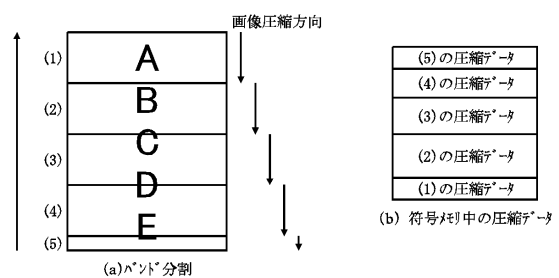 画像圧縮方向
(1)
A
(2)
B
(3)
C
D
(4)
E
(5)
(a)ﾊﾞﾝﾄﾞ分割
(5)の圧縮ﾃﾞｰﾀ
(4)の圧縮ﾃﾞｰﾀ
(3)の圧縮ﾃﾞｰﾀ
(2)の圧縮ﾃﾞｰﾀ
(1)の圧縮ﾃﾞｰﾀ
(b) 符号ﾒﾓﾘ中の圧縮ﾃﾞｰﾀ